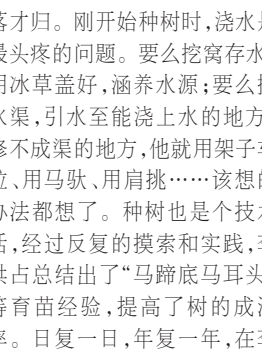 落才归。刚开始种树时,浇水是
最头疼的问题。要么挖窝存水
用冰草盖好,涵养水源;要么挖
水渠,引水至能浇上水的地方
修不成渠的地方,他就用架子车
拉、用马驮、用肩挑……该想的
办法都想了。种树也是个技术
活,经过反复的摸索和实践,李
洪占总结出了“马蹄底马耳头
等育苗经验,提高了树的成活
率。日复一日,年复一年,在李